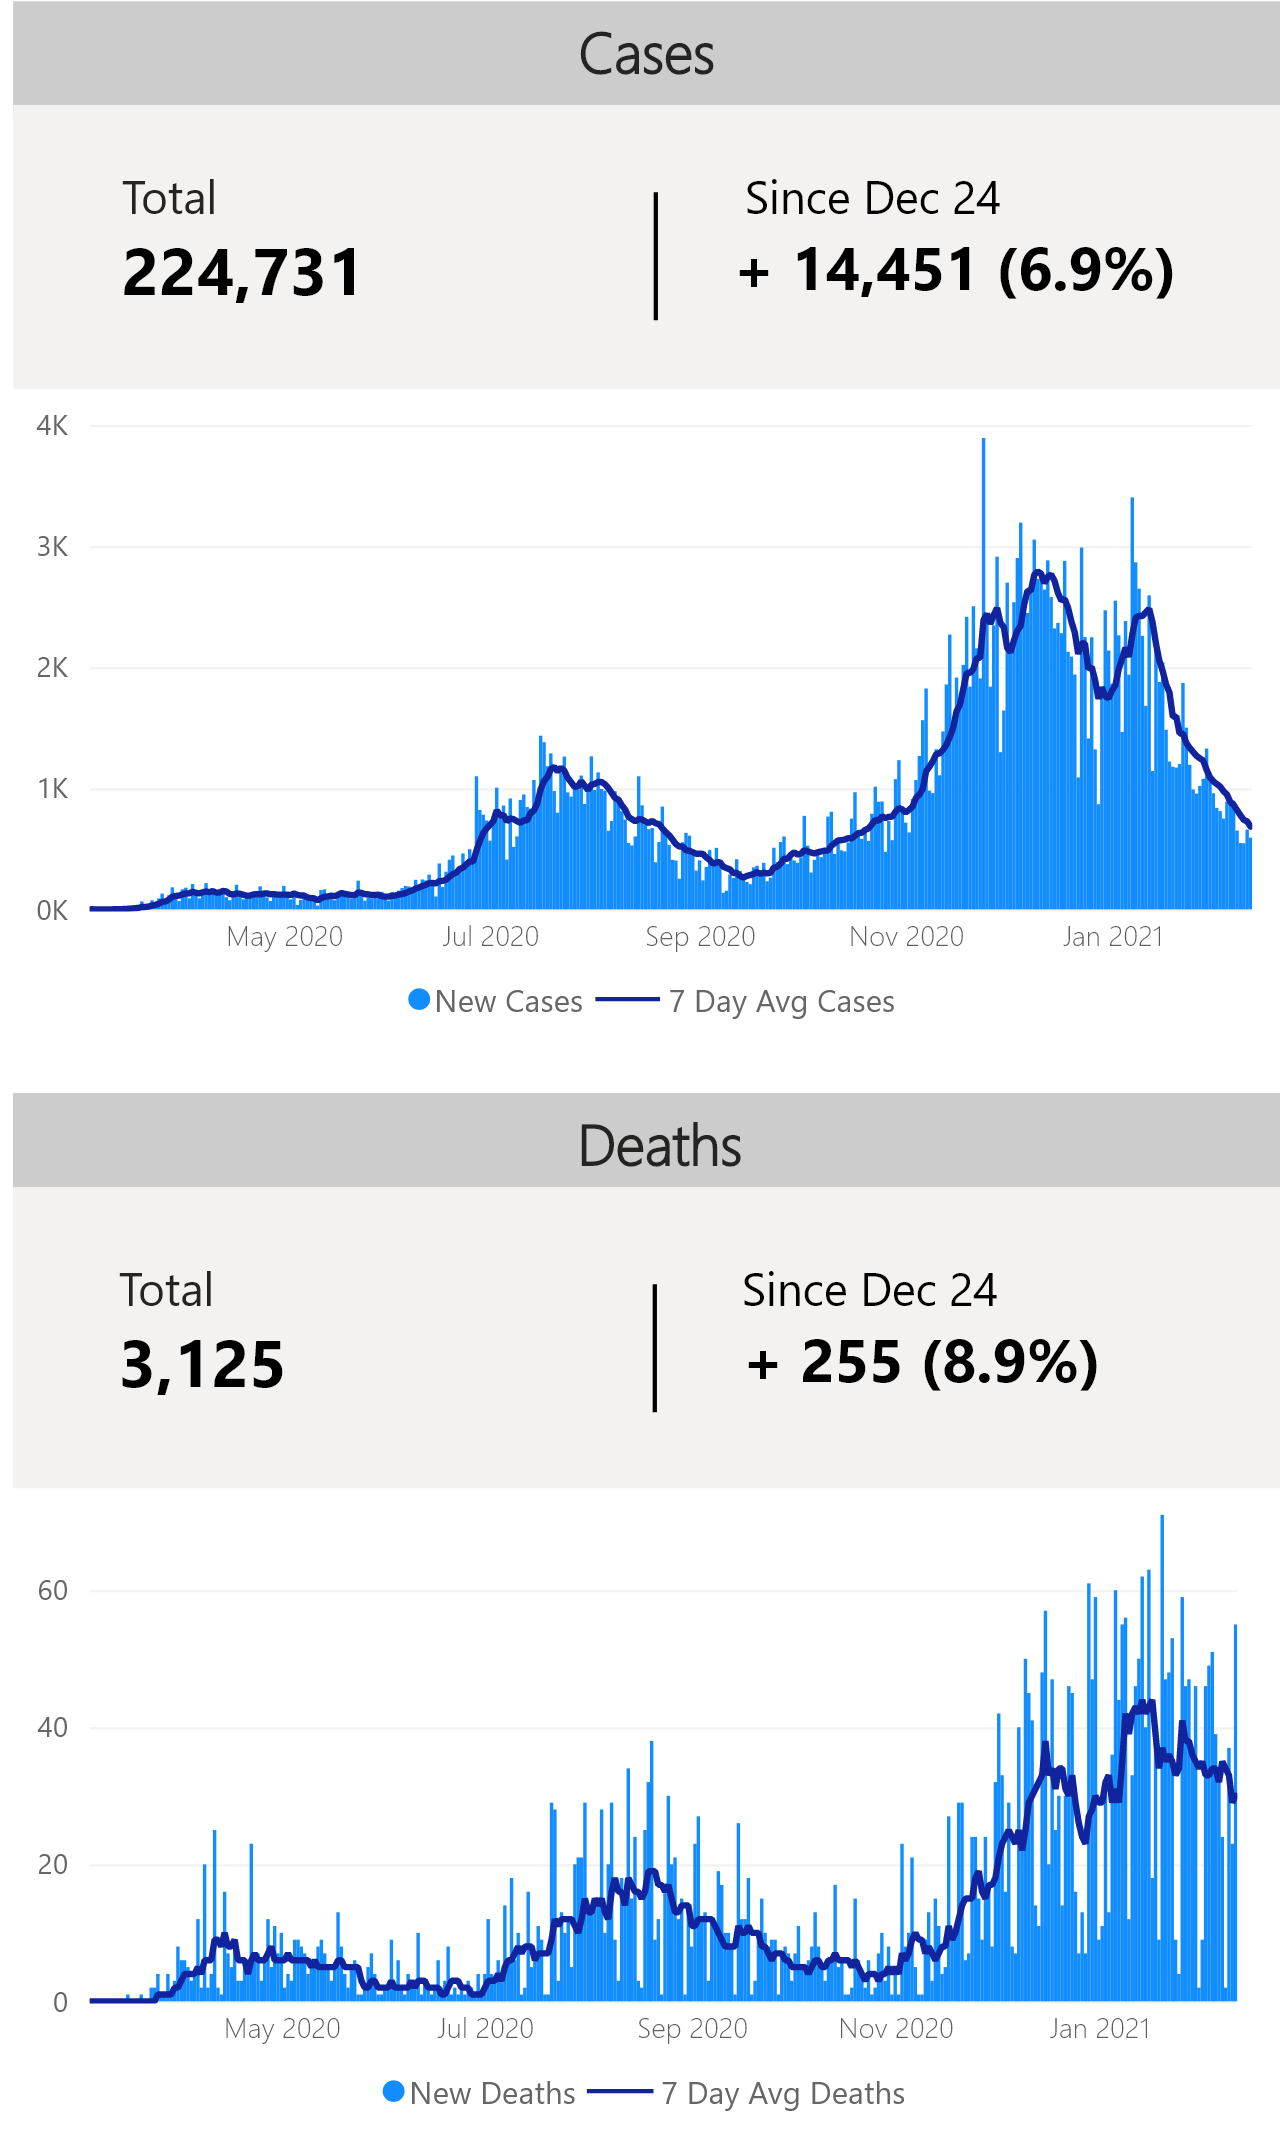 Cases
Total
Since Dec 24
224,731
+ 14,451 (6.9%)
4K
3K
2K
1K
0K
May 2020
Jul 2020
Sep 2020
Nov 2020
Jan 2021
New Cases
7 Day Avg Cases
Deaths
Total
Since Dec 24
3,125
+ 255 (8.9%)
60
40
20
0
May 2020
Jul 2020
Sep 2020
Nov 2020
Jan 2021
New Deaths
7 Day Avg Deaths